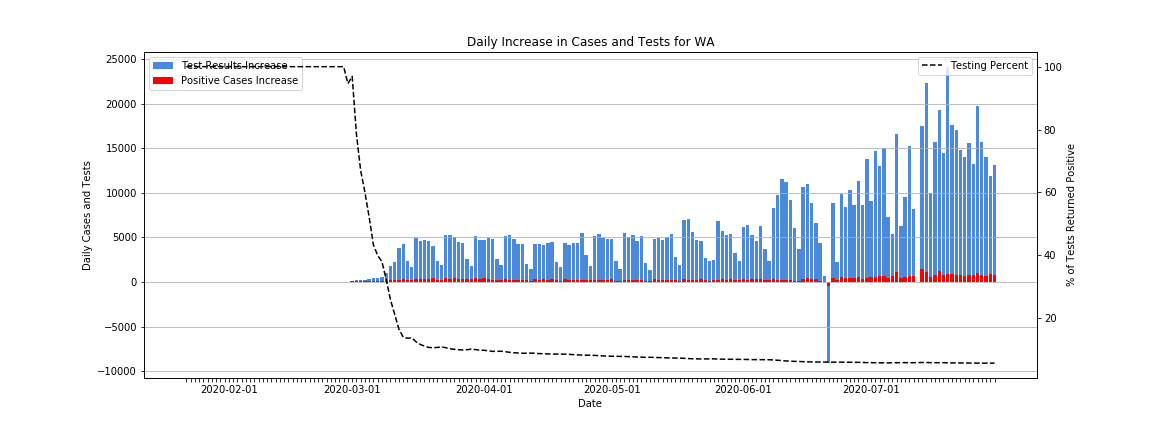 Daily Increase in Cases and Tests for WA
Test Results Increase
Positive Cases Increase
Testing Percent
25000
20000
15000
10000
5000
0
−5000
−10000
Daily Cases and Tests
100
80
60
40
20
% of Tests Returned Positive
2020-02-01 2020-03-01 2020-04-01 2020-05-01 2020-06-01 2020-07-01
Date